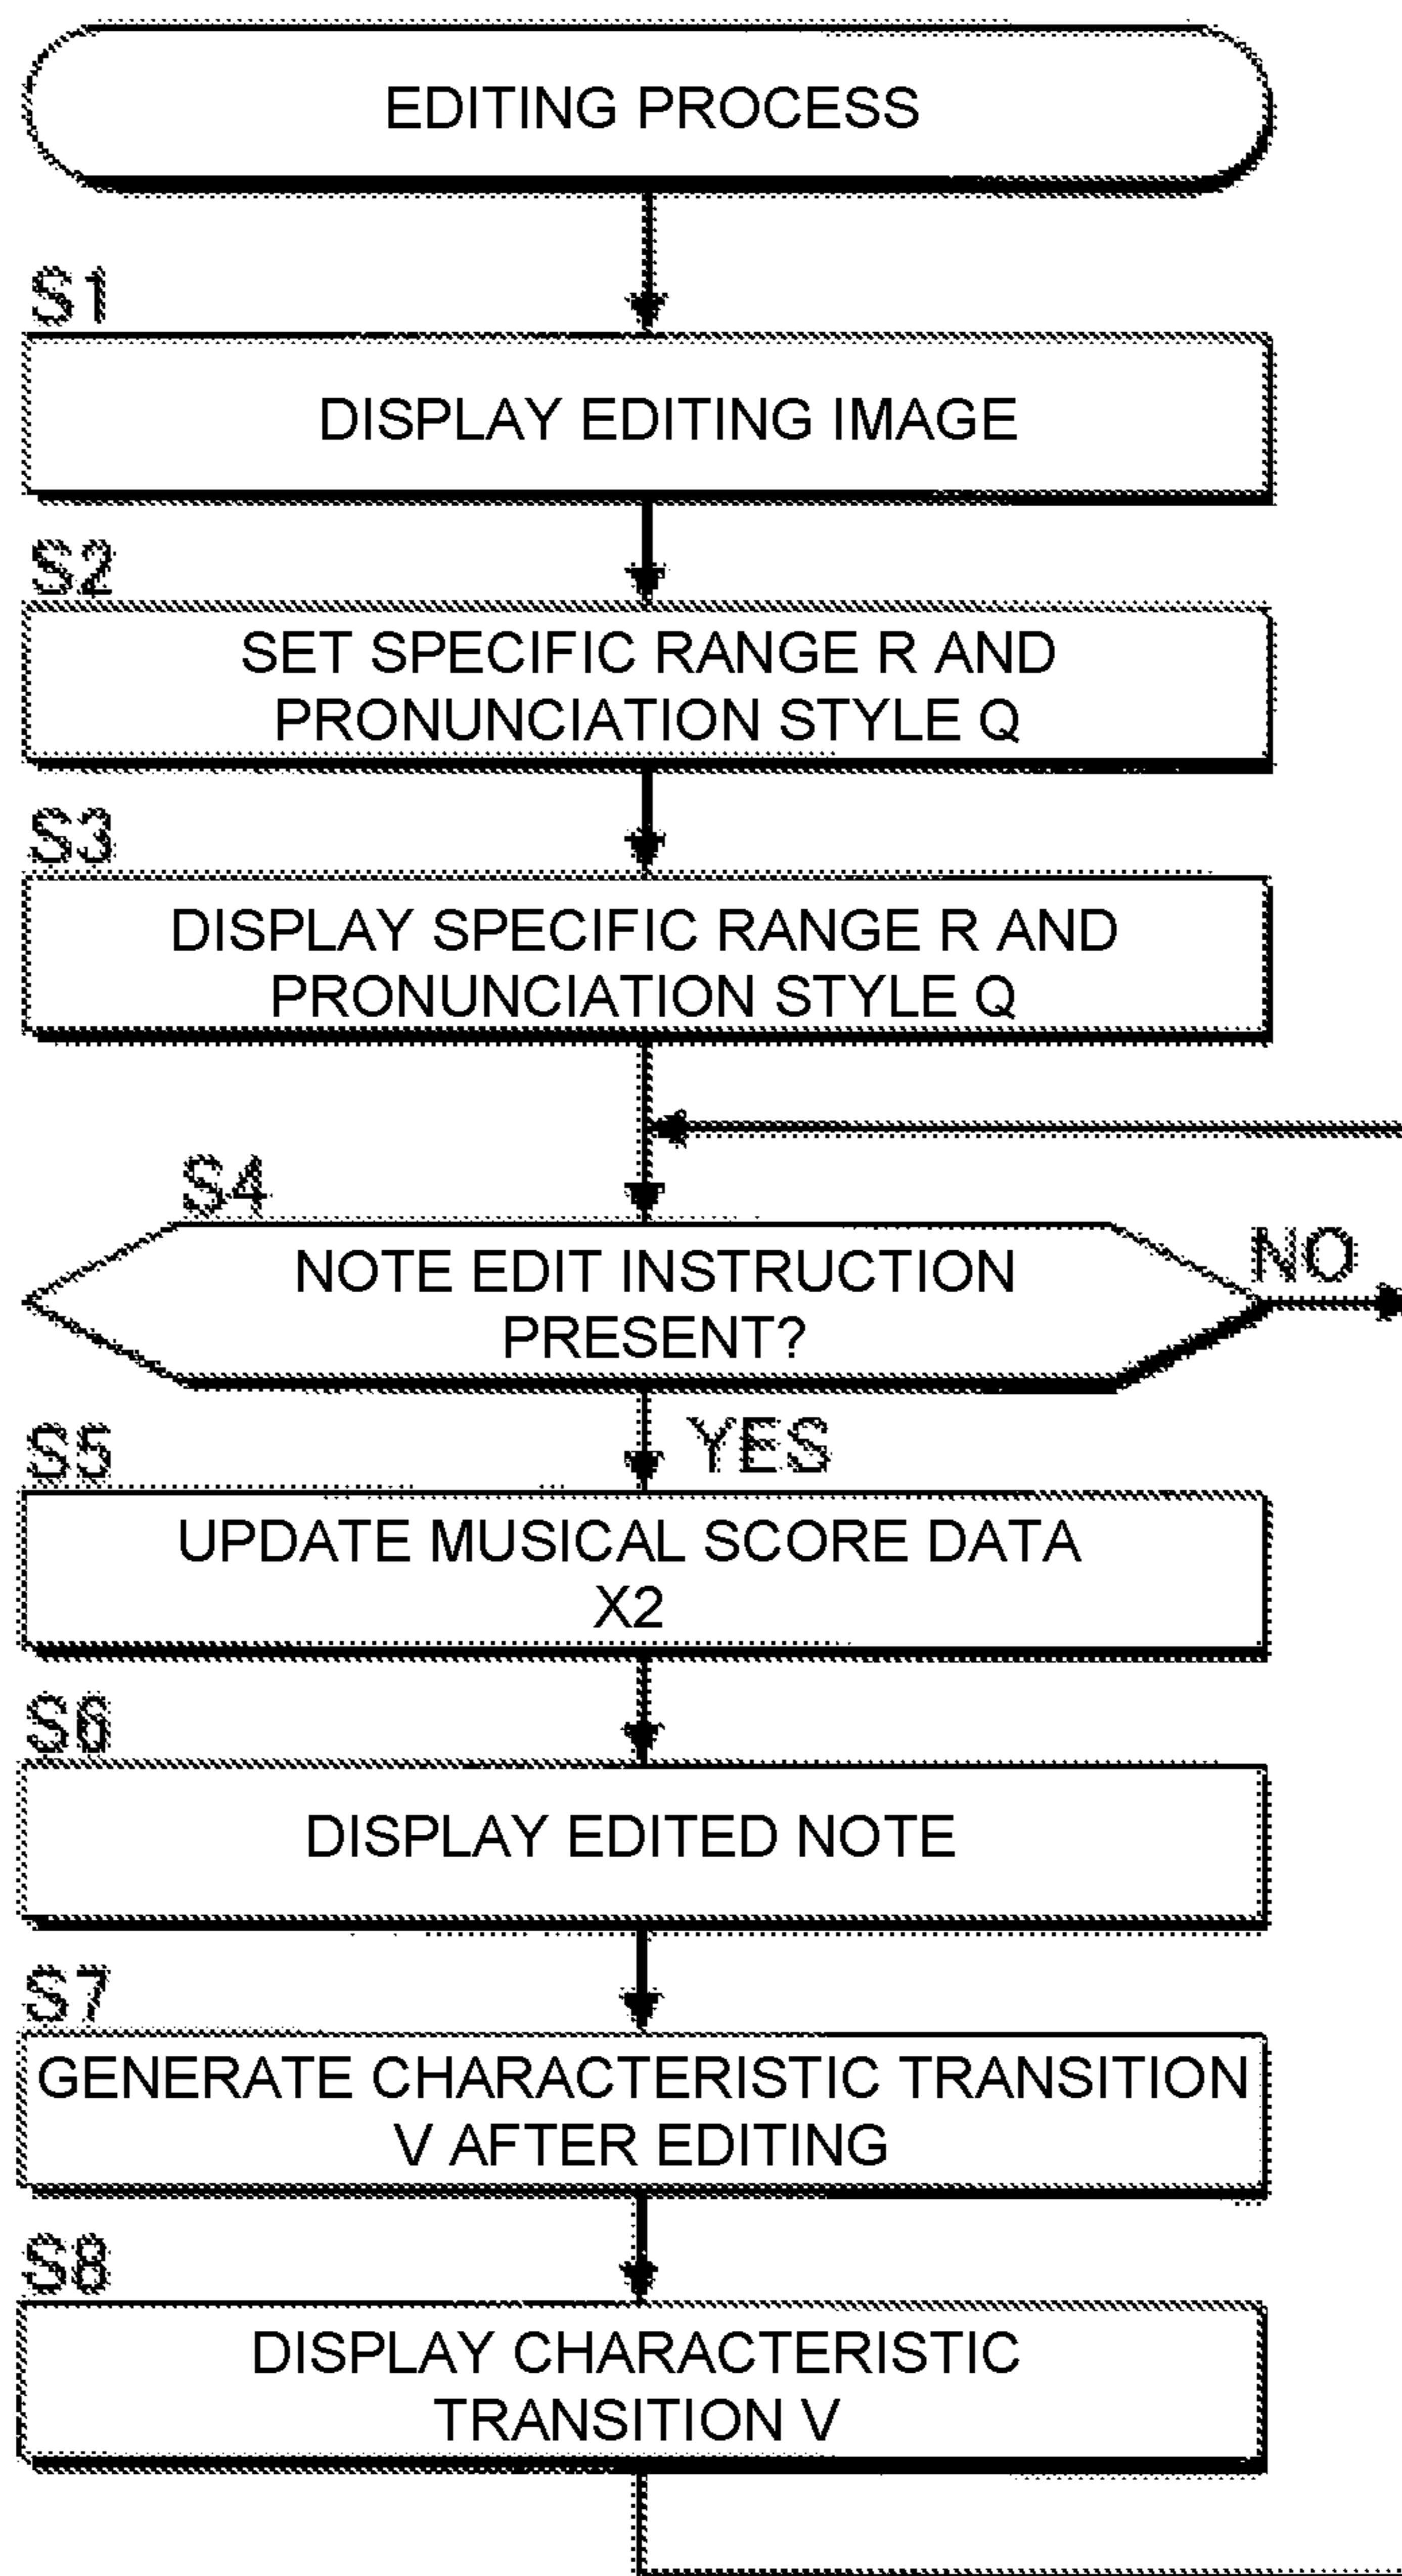 EDITING PROCESS
S1
DISPLAY EDITING IMAGE
S2
SET SPECIFIC RANGE R AND
PRONUNCIATION STYLE Q
S3
DISPLAY SPECIFIC RANGE R AND
PRONUNCIATION STYLE Q
S4
NOTE EDIT INSTRUCTION
PRESENT?
NO
YES
S5
UPDATE MUSICAL SCORE DATA
X2
S6
DISPLAY EDITED NOTE
S7
GENERATE CHARACTERISTIC TRANSITION
V AFTER EDITING
S8
DISPLAY CHARACTERISTIC
TRANSITION V